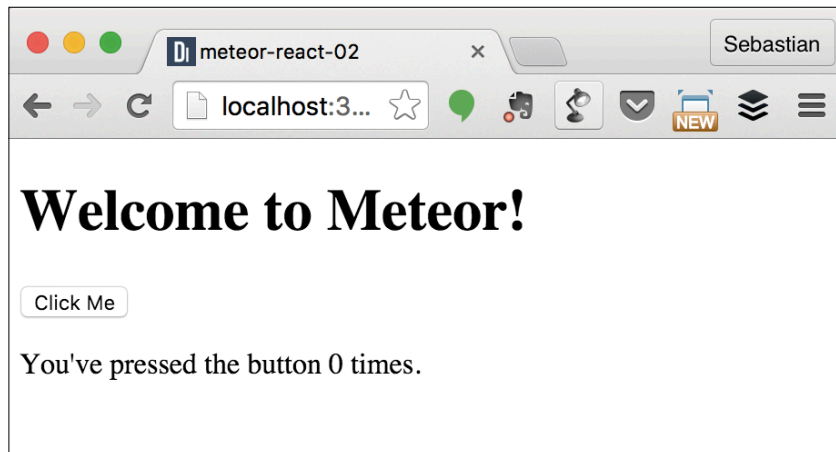 meteor-react-02
Sebastian
localhost:3...
NEW
Welcome to Meteor!
Click Me
You've pressed the button 0 times.